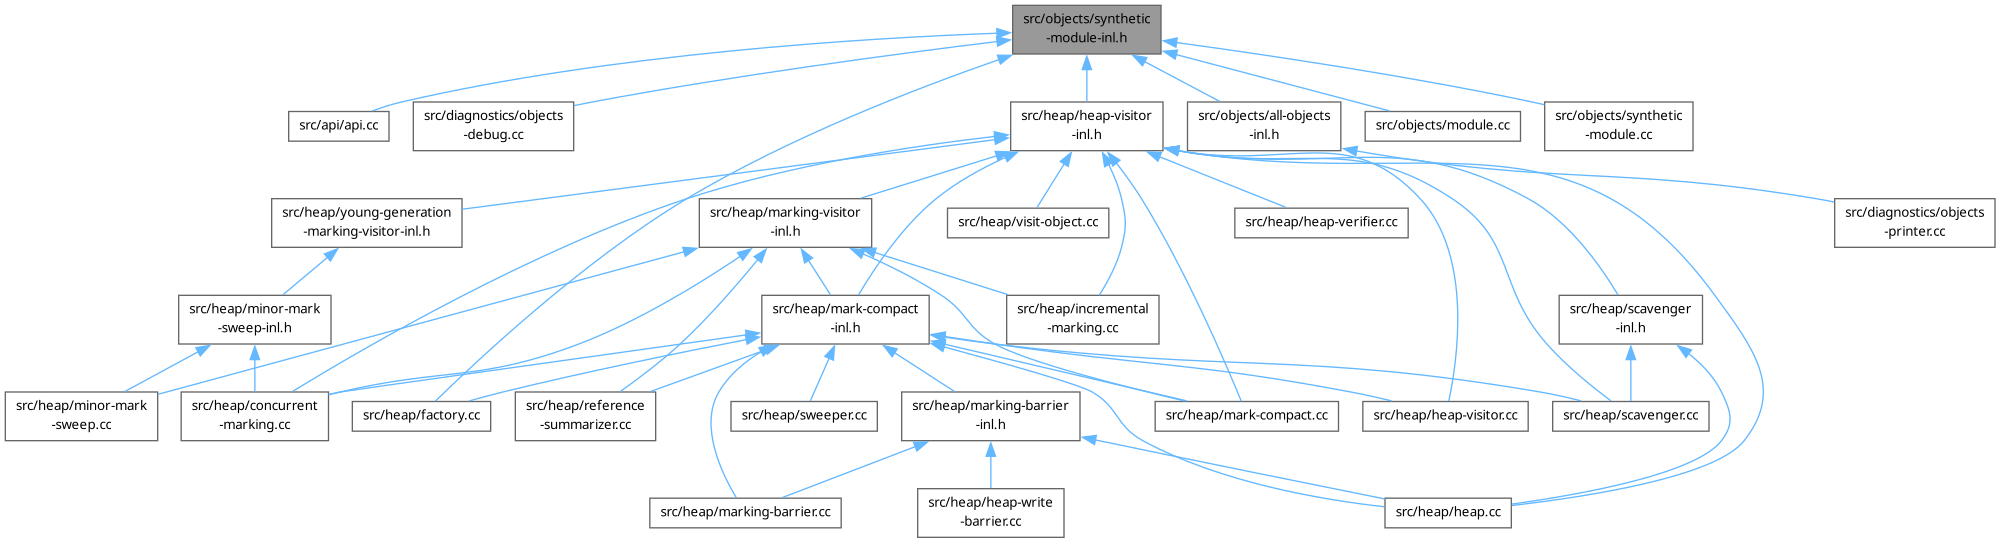 src/objects/synthetic
-module-inl.h
src/api/api.cc
src/diagnostics/objects
-debug.cc
src/heap/heap-visitor
-inl.h
src/objects/all-objects
-inl.h
src/objects/module.cc
src/objects/synthetic
-module.cc
src/heap/young-generation
-marking-visitor-inl.h
src/heap/marking-visitor
-inl.h
src/heap/visit-object.cc
src/heap/heap-verifier.cc
src/diagnostics/objects
-printer.cc
src/heap/minor-mark
-sweep-inl.h
src/heap/mark-compact
-inl.h
src/heap/incremental
-marking.cc
src/heap/scavenger
-inl.h
src/heap/minor-mark
-sweep.cc
src/heap/concurrent
-marking.cc
src/heap/factory.cc
src/heap/reference
-summarizer.cc
src/heap/sweeper.cc
src/heap/marking-barrier
-inl.h
src/heap/mark-compact.cc
src/heap/heap-visitor.cc
src/heap/scavenger.cc
src/heap/marking-barrier.cc
src/heap/heap-write
-barrier.cc
src/heap/heap.cc